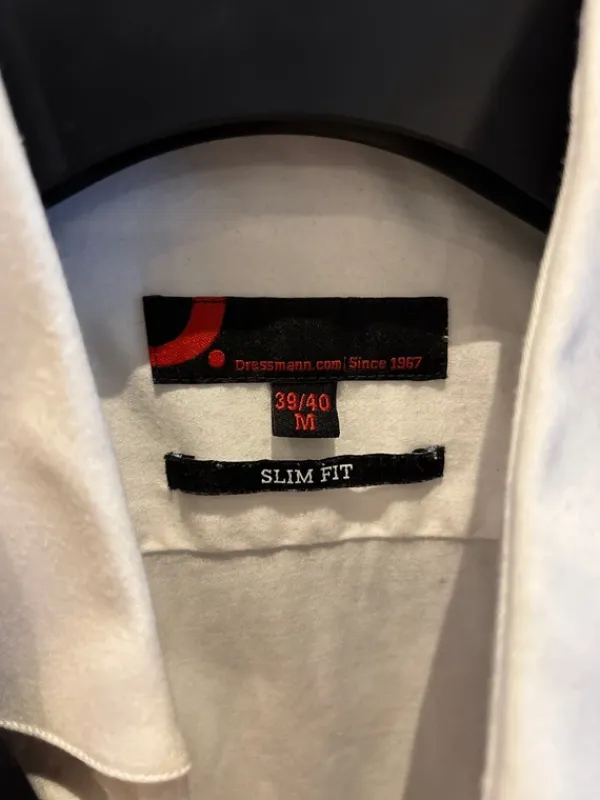 Dressmann.com|Since 1967
39/40
M
SLIM FIT